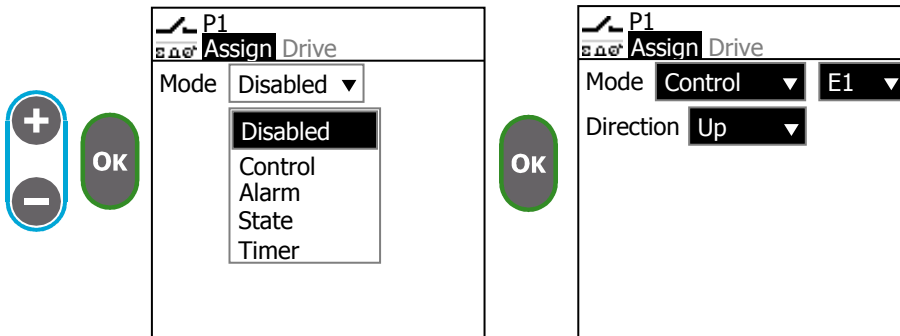 P1
Assign Drive
Mode Disabled ▼
Disabled
Control
Alarm
State
Timer
+
−
OK
OK
P1
Assign Drive
Mode Control ▼ E1 ▼
Direction Up ▼